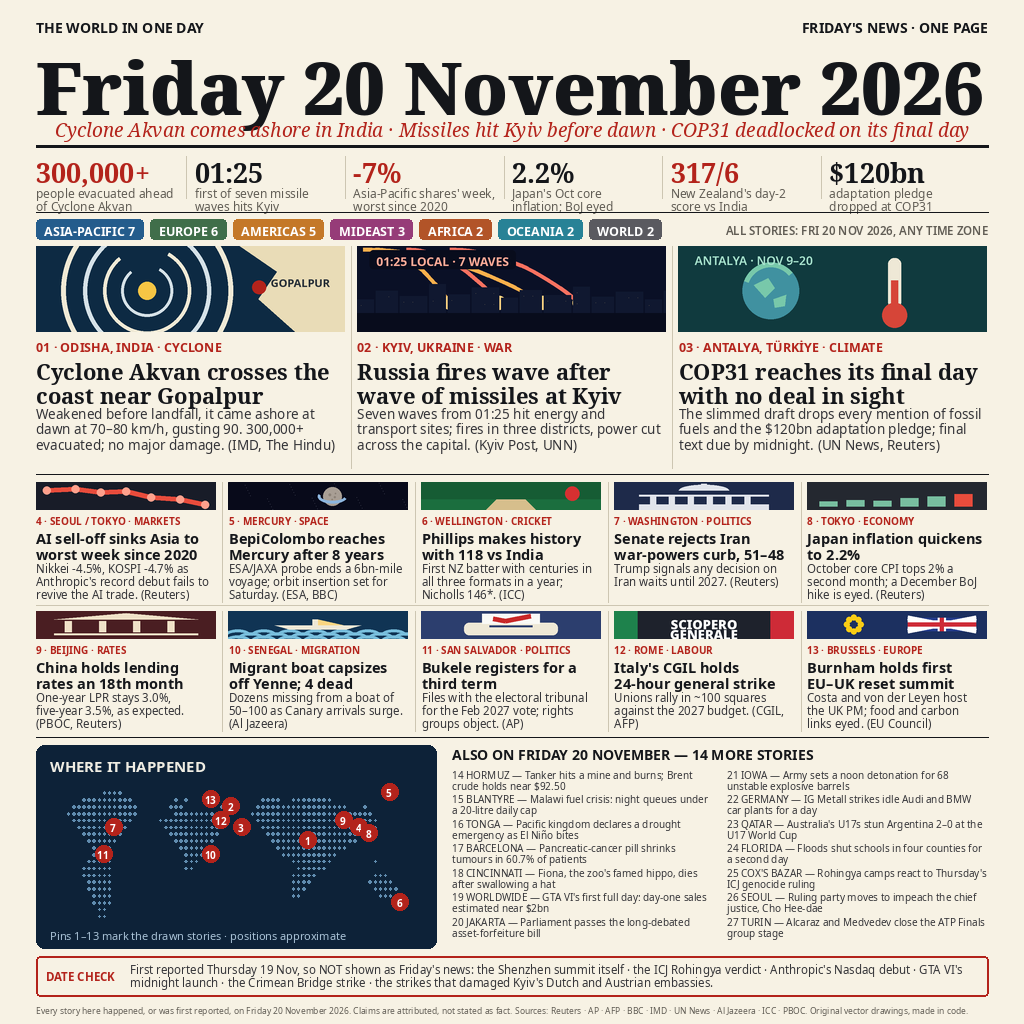 THE WORLD IN ONE DAY
FRIDAY'S NEWS · ONE PAGE
Friday 20 November 2026
Cyclone Akvan comes ashore in India · Missiles hit Kyiv before dawn · COP31 deadlocked on its final day
300,000+
people evacuated ahead
of Cyclone Akvan
01:25
first of seven missile
waves hits Kyiv
-7%
Asia-Pacific shares' week,
worst since 2020
2.2%
Japan's Oct core
inflation; BoJ eyed
317/6
New Zealand's day-2
score vs India
$120bn
adaptation pledge
dropped at COP31
ASIA-PACIFIC 7
EUROPE 6
AMERICAS 5
MIDEAST 3
AFRICA 2
OCEANIA 2
WORLD 2
ALL STORIES: FRI 20 NOV 2026, ANY TIME ZONE
GOPALPUR
01 · ODISHA, INDIA · CYCLONE
Cyclone Akvan crosses the
coast near Gopalpur
Weakened before landfall, it came ashore at
dawn at 70–80 km/h, gusting 90. 300,000+
evacuated; no major damage. (IMD, The Hindu)
01:25 LOCAL · 7 WAVES
02 · KYIV, UKRAINE · WAR
Russia fires wave after
wave of missiles at Kyiv
Seven waves from 01:25 hit energy and
transport sites; fires in three districts, power cut
across the capital. (Kyiv Post, UNN)
ANTALYA · NOV 9–20
03 · ANTALYA, TÜRKİYE · CLIMATE
COP31 reaches its final day
with no deal in sight
The slimmed draft drops every mention of fossil
fuels and the $120bn adaptation pledge; final
text due by midnight. (UN News, Reuters)
4 · SEOUL / TOKYO · MARKETS
AI sell-off sinks Asia to
worst week since 2020
Nikkei -4.5%, KOSPI -4.7% as
Anthropic's record debut fails to
revive the AI trade. (Reuters)
5 · MERCURY · SPACE
BepiColombo reaches
Mercury after 8 years
ESA/JAXA probe ends a 6bn-mile
voyage; orbit insertion set for
Saturday. (ESA, BBC)
6 · WELLINGTON · CRICKET
Phillips makes history
with 118 vs India
First NZ batter with centuries in
all three formats in a year;
Nicholls 146*. (ICC)
7 · WASHINGTON · POLITICS
Senate rejects Iran
war-powers curb, 51–48
Trump signals any decision on
Iran waits until 2027. (Reuters)
8 · TOKYO · ECONOMY
Japan inflation quickens
to 2.2%
October core CPI tops 2% a
second month; a December BoJ
hike is eyed. (Reuters)
9 · BEIJING · RATES
China holds lending
rates an 18th month
One-year LPR stays 3.0%,
five-year 3.5%, as expected.
(PBOC, Reuters)
10 · SENEGAL · MIGRATION
Migrant boat capsizes
off Yenne; 4 dead
Dozens missing from a boat of
50–100 as Canary arrivals surge.
(Al Jazeera)
11 · SAN SALVADOR · POLITICS
Bukele registers for a
third term
Files with the electoral tribunal
for the Feb 2027 vote; rights
groups object. (AP)
SCIOPERO
GENERALE
12 · ROME · LABOUR
Italy's CGIL holds
24-hour general strike
Unions rally in ~100 squares
against the 2027 budget. (CGIL,
AFP)
13 · BRUSSELS · EUROPE
Burnham holds first
EU–UK reset summit
Costa and von der Leyen host
the UK PM; food and carbon
links eyed. (EU Council)
WHERE IT HAPPENED
5
13
2
12
3
7
9
4
8
1
11
10
6
Pins 1–13 mark the drawn stories · positions approximate
ALSO ON FRIDAY 20 NOVEMBER — 14 MORE STORIES
14 HORMUZ — Tanker hits a mine and burns; Brent
crude holds near $92.50
15 BLANTYRE — Malawi fuel crisis: night queues under
a 20-litre daily cap
16 TONGA — Pacific kingdom declares a drought
emergency as El Niño bites
17 BARCELONA — Pancreatic-cancer pill shrinks
tumours in 60.7% of patients
18 CINCINNATI — Fiona, the zoo's famed hippo, dies
after swallowing a hat
19 WORLDWIDE — GTA VI's first full day: day-one sales
estimated near $2bn
20 JAKARTA — Parliament passes the long-debated
asset-forfeiture bill
21 IOWA — Army sets a noon detonation for 68
unstable explosive barrels
22 GERMANY — IG Metall strikes idle Audi and BMW
car plants for a day
23 QATAR — Australia's U17s stun Argentina 2–0 at the
U17 World Cup
24 FLORIDA — Floods shut schools in four counties for
a second day
25 COX'S BAZAR — Rohingya camps react to Thursday's
ICJ genocide ruling
26 SEOUL — Ruling party moves to impeach the chief
justice, Cho Hee-dae
27 TURIN — Alcaraz and Medvedev close the ATP Finals
group stage
DATE CHECK
First reported Thursday 19 Nov, so NOT shown as Friday's news: the Shenzhen summit itself · the ICJ Rohingya verdict · Anthropic's Nasdaq debut · GTA VI's
midnight launch · the Crimean Bridge strike · the strikes that damaged Kyiv's Dutch and Austrian embassies.
Every story here happened, or was first reported, on Friday 20 November 2026. Claims are attributed, not stated as fact. Sources: Reuters · AP · AFP · BBC · IMD · UN News · Al Jazeera · ICC · PBOC. Original vector drawings, made in code.